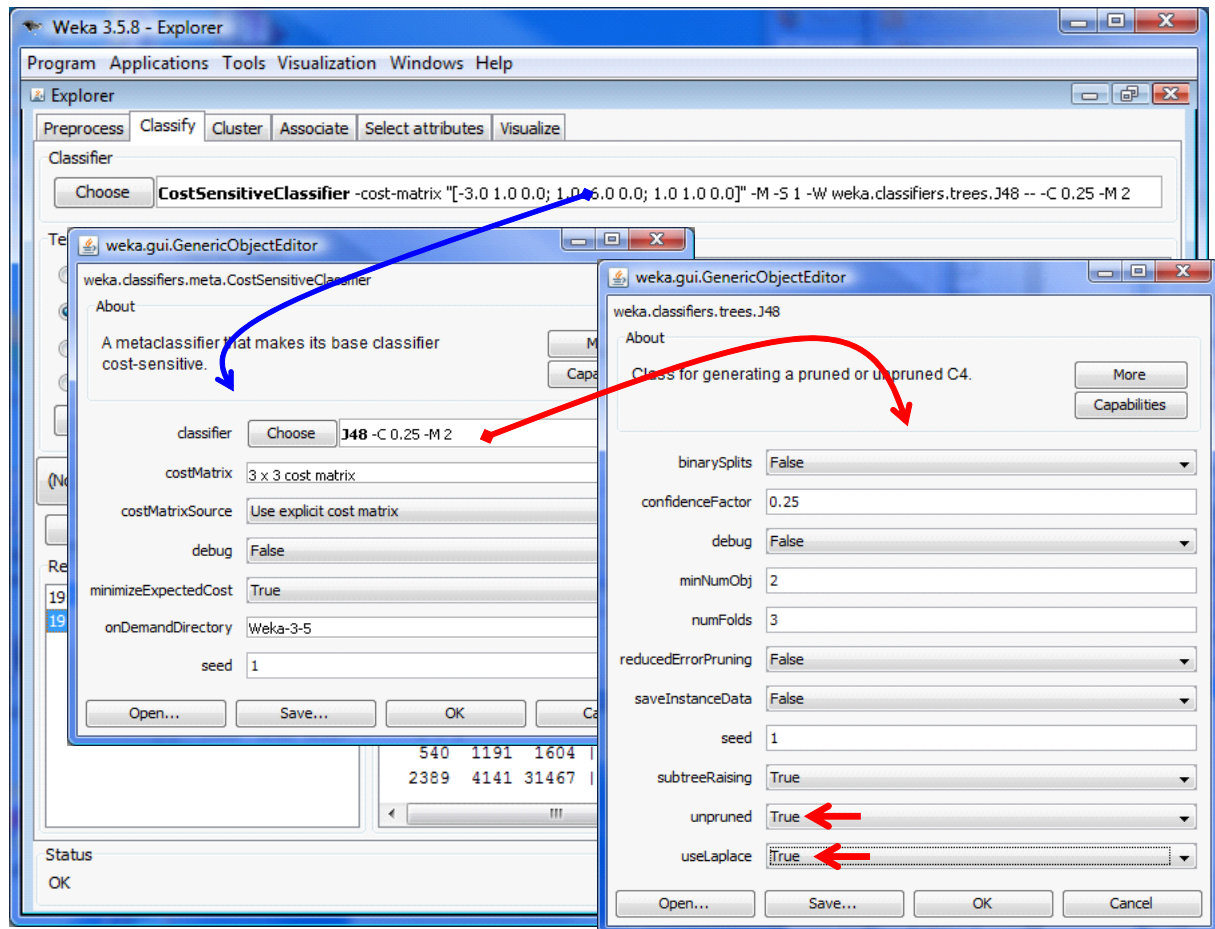 Weka 3.5.8 - Explorer
Program Applications Tools Visualization Windows Help
Explorer
Preprocess Classify Cluster Associate Select attributes Visualize
Classifier
Choose CostSensitiveClassifier -cost-matrix "[-3.0 1.0 0.0; 1.0 6.0 0.0; 1.0 1.0 0.0]" -M -S 1 -W weka.classifiers.trees.J48 -- -C 0.25 -M 2
Te
weka.gui.GenericObjectEditor
weka.classifiers.meta.CostSensitiveClassifier
About
A metaclassifier that makes its base classifier
cost-sensitive.
M
Capa
classifier Choose J48 -C 0.25 -M 2
costMatrix 3 x 3 cost matrix
costMatrixSource Use explicit cost matrix
debug False
minimizeExpectedCost True
onDemandDirectory Weka-3-5
seed 1
Open... Save... OK Ca
(No
Re
19
19
540 1191 1604 |
2389 4141 31467 |
Status
OK
weka.gui.GenericObjectEditor
weka.classifiers.trees.J48
About
Class for generating a pruned or unpruned C4.
More
Capabilities
binarySplits False
confidenceFactor 0.25
debug False
minNumObj 2
numFolds 3
reducedErrorPruning False
saveInstanceData False
seed 1
subtreeRaising True
unpruned True
useLaplace True
Open... Save... OK Cancel